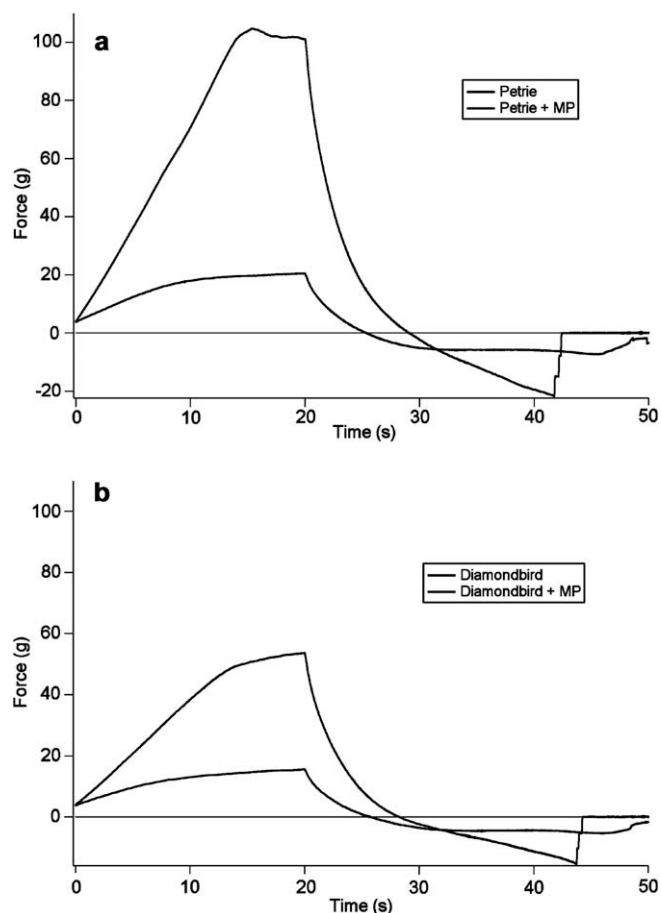 a
100
80
60
40
20
0
-20
Force (g)
Petrie
Petrie + MP
0 10 20 30 40 50
Time (s)
b
100
80
60
40
20
0
Force (g)
Diamondbird
Diamondbird + MP
0 10 20 30 40 50
Time (s)